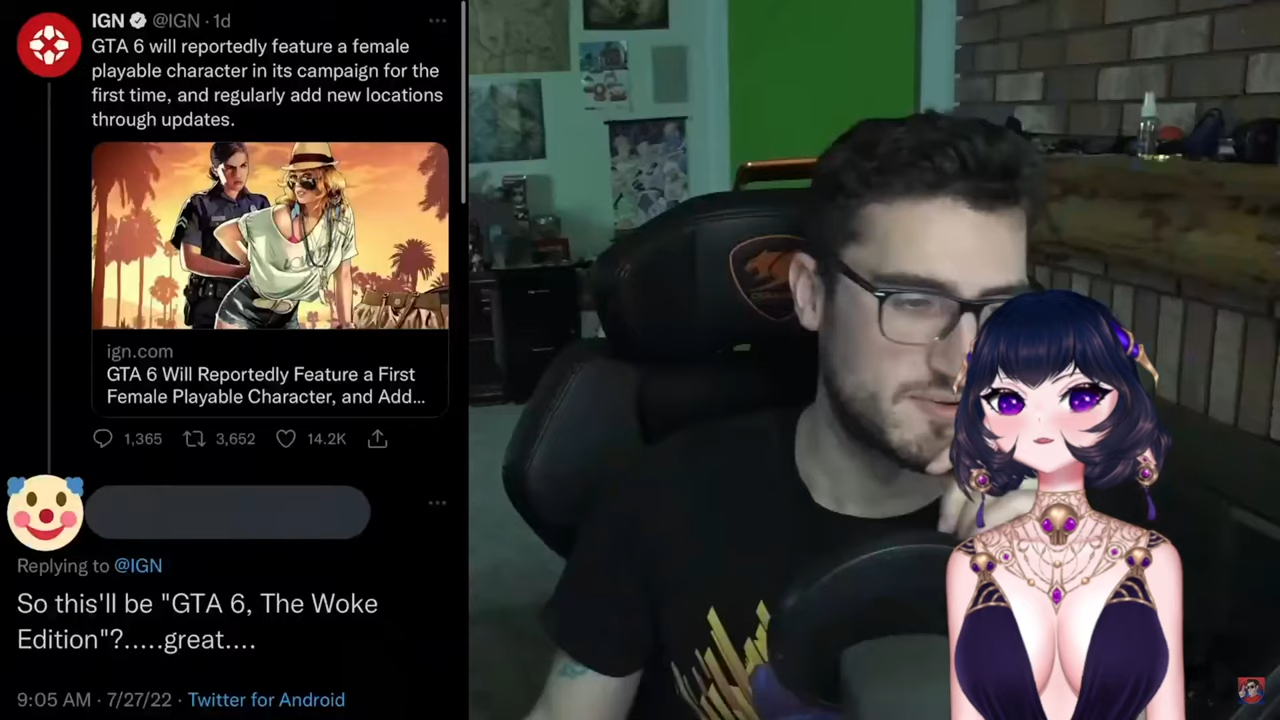 IGN @IGN · 1d
GTA 6 will reportedly feature a female
playable character in its campaign for the
first time, and regularly add new locations
through updates.
ign.com
GTA 6 Will Reportedly Feature a First
Female Playable Character, and Add...
1,365 3,652 14.2K
Replying to @IGN
So this'll be "GTA 6, The Woke
Edition"?.....great....
9:05 AM · 7/27/22 · Twitter for Android